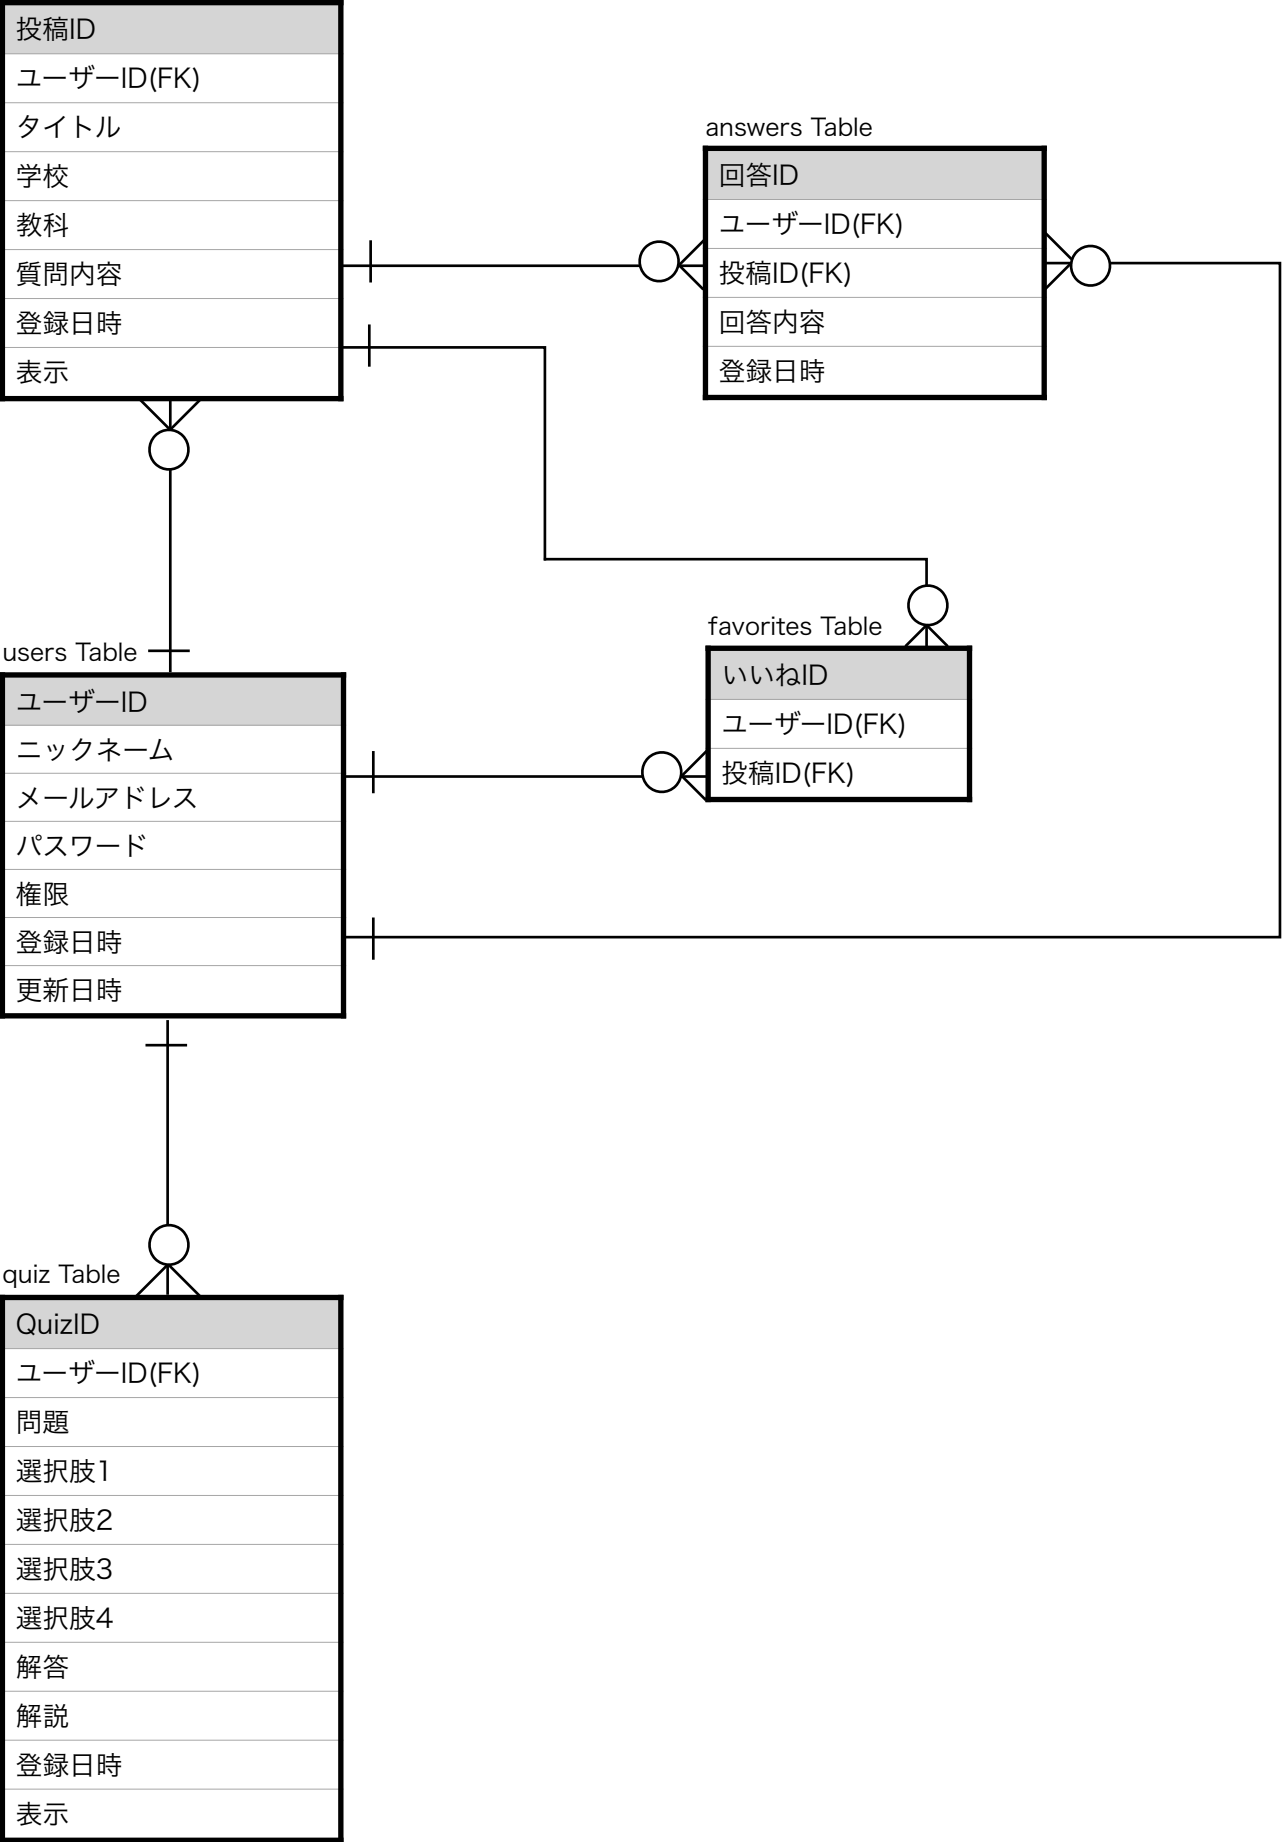 投稿ID
ユーザーID(FK)
タイトル
学校
教科
質問内容
登録日時
表示
answers Table
回答ID
ユーザーID(FK)
投稿ID(FK)
回答内容
登録日時
favorites Table
いいねID
ユーザーID(FK)
投稿ID(FK)
users Table
ユーザーID
ニックネーム
メールアドレス
パスワード
権限
登録日時
更新日時
quiz Table
QuizID
ユーザーID(FK)
問題
選択肢1
選択肢2
選択肢3
選択肢4
解答
解説
登録日時
表示